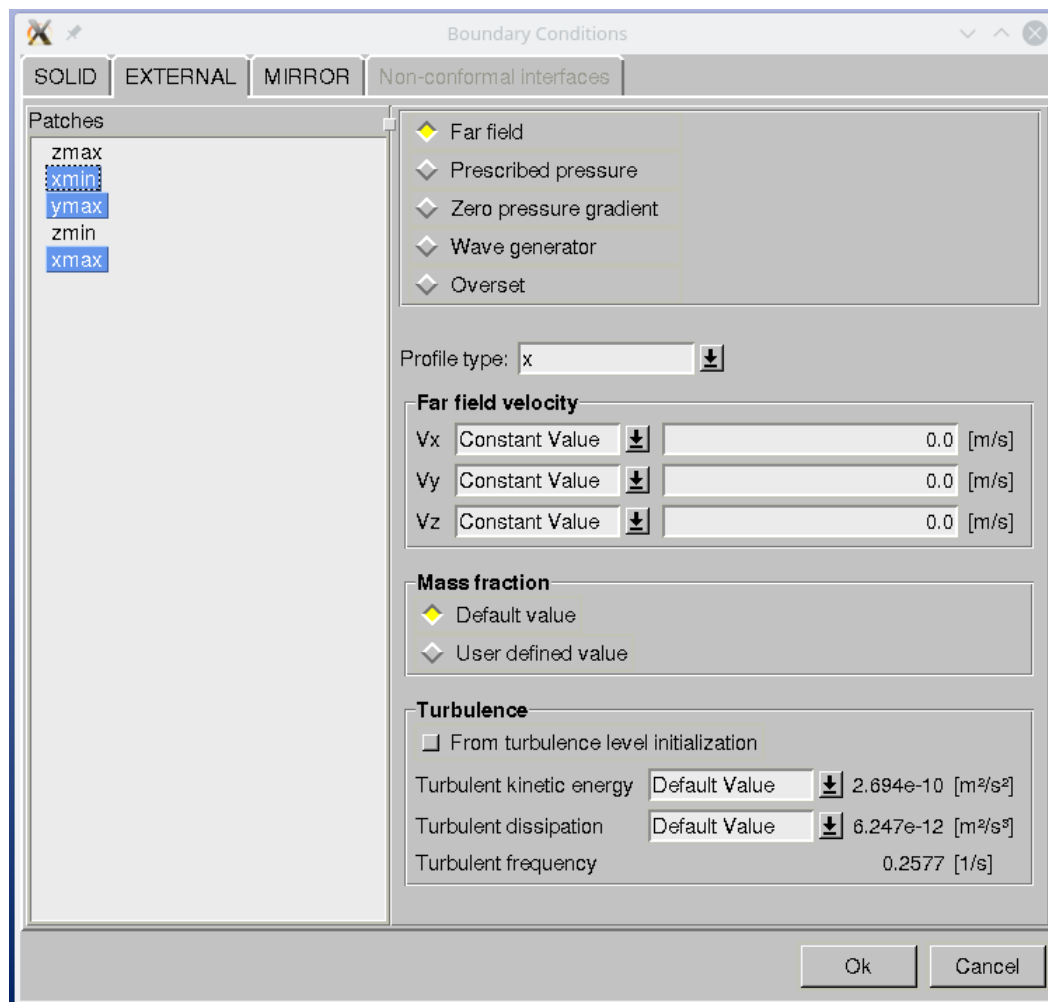 Boundary Conditions
SOLID EXTERNAL MIRROR Non-conformal interfaces
Patches
zmax
xmin
ymax
zmin
xmax
Far field
Prescribed pressure
Zero pressure gradient
Wave generator
Overset
Profile type: x
Far field velocity
Vx Constant Value 0.0 [m/s]
Vy Constant Value 0.0 [m/s]
Vz Constant Value 0.0 [m/s]
Mass fraction
Default value
User defined value
Turbulence
From turbulence level initialization
Turbulent kinetic energy Default Value 2.694e-10 [m²/s²]
Turbulent dissipation Default Value 6.247e-12 [m²/s³]
Turbulent frequency 0.2577 [1/s]
Ok Cancel